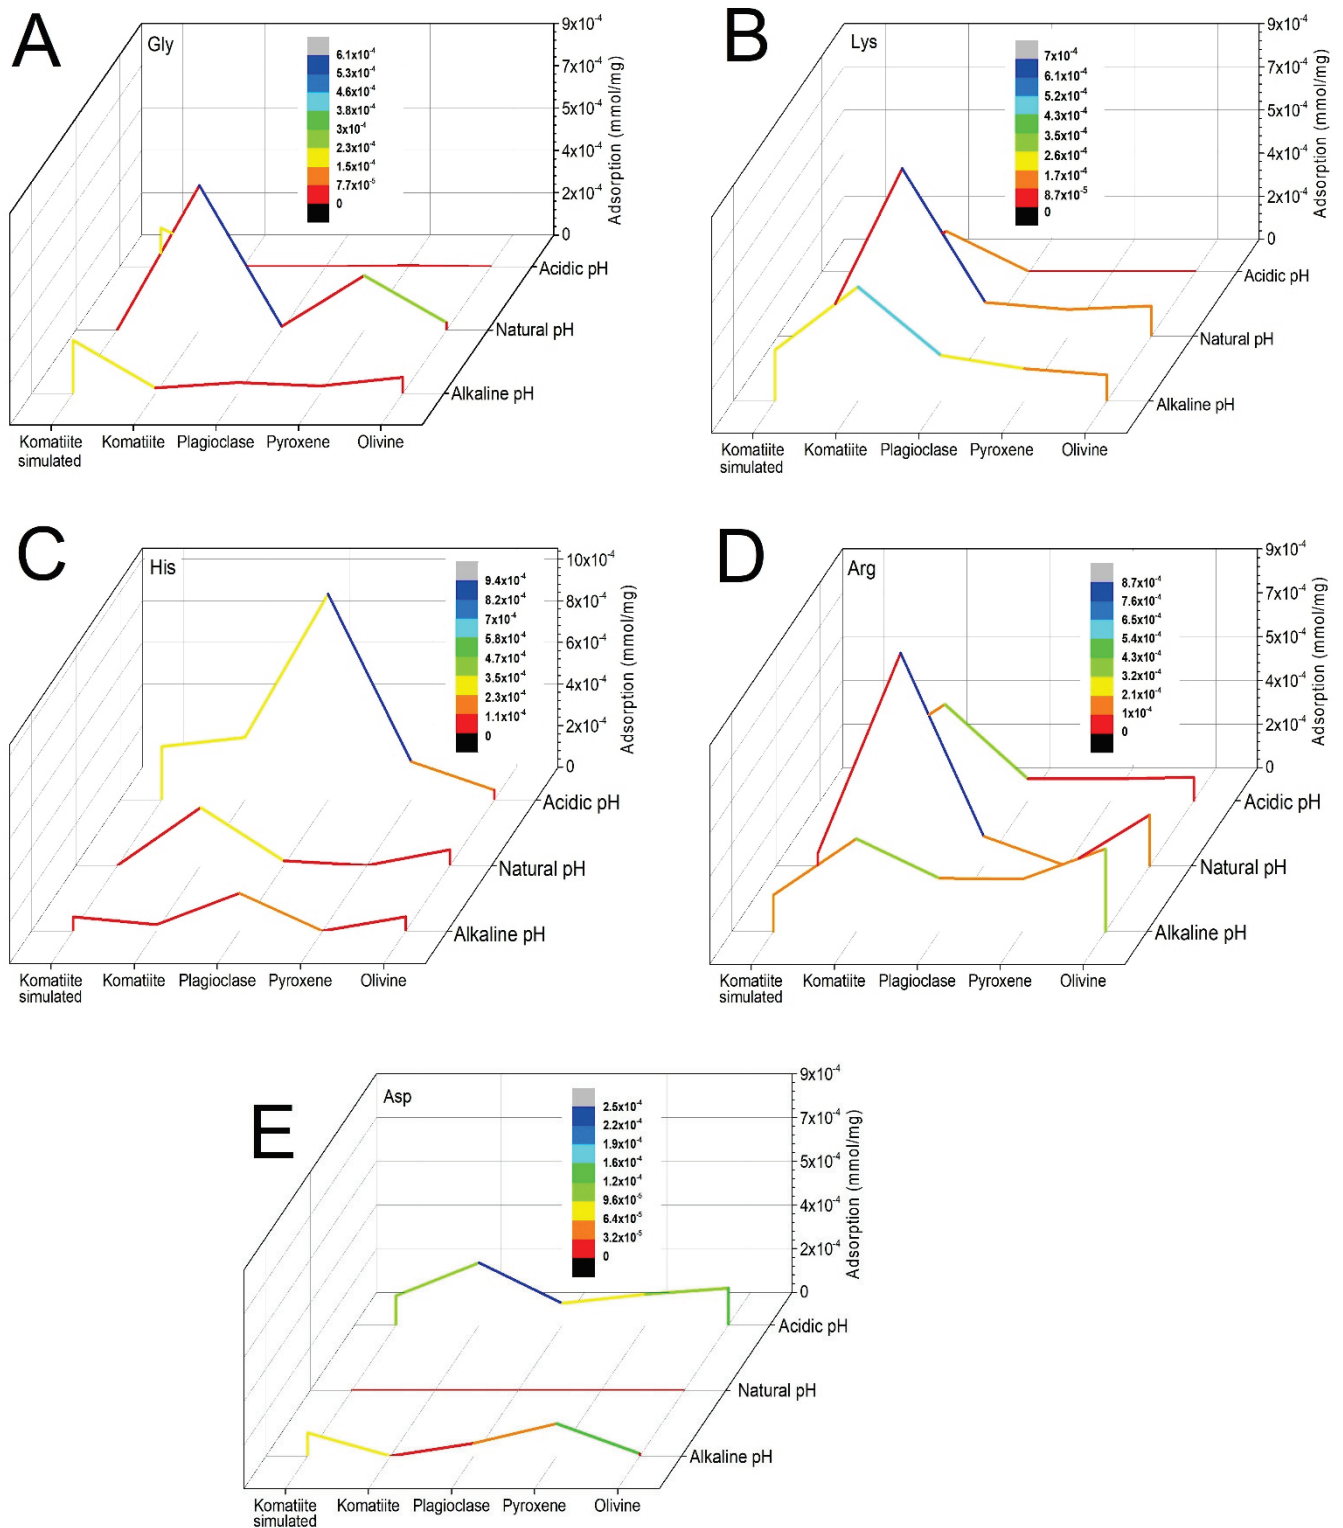 A
Gly
6.1x10⁻⁴
5.3x10⁻⁴
4.6x10⁻⁴
3.8x10⁻⁴
3x10⁻⁴
2.3x10⁻⁴
1.5x10⁻⁴
7.7x10⁻⁵
0
9x10⁻⁴
7x10⁻⁴
5x10⁻⁴
4x10⁻⁴
2x10⁻⁴
0
Adsorption (mmol/mg)
Acidic pH
Natural pH
Alkaline pH
Komatiite
simulated
Komatiite
Plagioclase
Pyroxene
Olivine
B
Lys
7x10⁻⁴
6.1x10⁻⁴
5.2x10⁻⁴
4.3x10⁻⁴
3.5x10⁻⁴
2.6x10⁻⁴
1.7x10⁻⁴
8.7x10⁻⁵
0
9x10⁻⁴
7x10⁻⁴
5x10⁻⁴
4x10⁻⁴
2x10⁻⁴
0
Adsorption (mmol/mg)
Acidic pH
Natural pH
Alkaline pH
Komatiite
simulated
Komatiite
Plagioclase
Pyroxene
Olivine
C
His
9.4x10⁻⁴
8.2x10⁻⁴
7x10⁻⁴
5.8x10⁻⁴
4.7x10⁻⁴
3.5x10⁻⁴
2.3x10⁻⁴
1.1x10⁻⁴
0
10x10⁻⁴
8x10⁻⁴
6x10⁻⁴
4x10⁻⁴
2x10⁻⁴
0
Adsorption (mmol/mg)
Acidic pH
Natural pH
Alkaline pH
Komatiite
simulated
Komatiite
Plagioclase
Pyroxene
Olivine
D
Arg
8.7x10⁻⁴
7.6x10⁻⁴
6.5x10⁻⁴
5.4x10⁻⁴
4.3x10⁻⁴
3.2x10⁻⁴
2.1x10⁻⁴
1x10⁻⁴
0
9x10⁻⁴
7x10⁻⁴
5x10⁻⁴
4x10⁻⁴
2x10⁻⁴
0
Adsorption (mmol/mg)
Acidic pH
Natural pH
Alkaline pH
Komatiite
simulated
Komatiite
Plagioclase
Pyroxene
Olivine
E
Asp
2.5x10⁻⁴
2.2x10⁻⁴
1.9x10⁻⁴
1.6x10⁻⁴
1.2x10⁻⁴
9.6x10⁻⁵
6.4x10⁻⁵
3.2x10⁻⁵
0
9x10⁻⁴
7x10⁻⁴
5x10⁻⁴
4x10⁻⁴
2x10⁻⁴
0
Adsorption (mmol/mg)
Acidic pH
Natural pH
Alkaline pH
Komatiite
simulated
Komatiite
Plagioclase
Pyroxene
Olivine